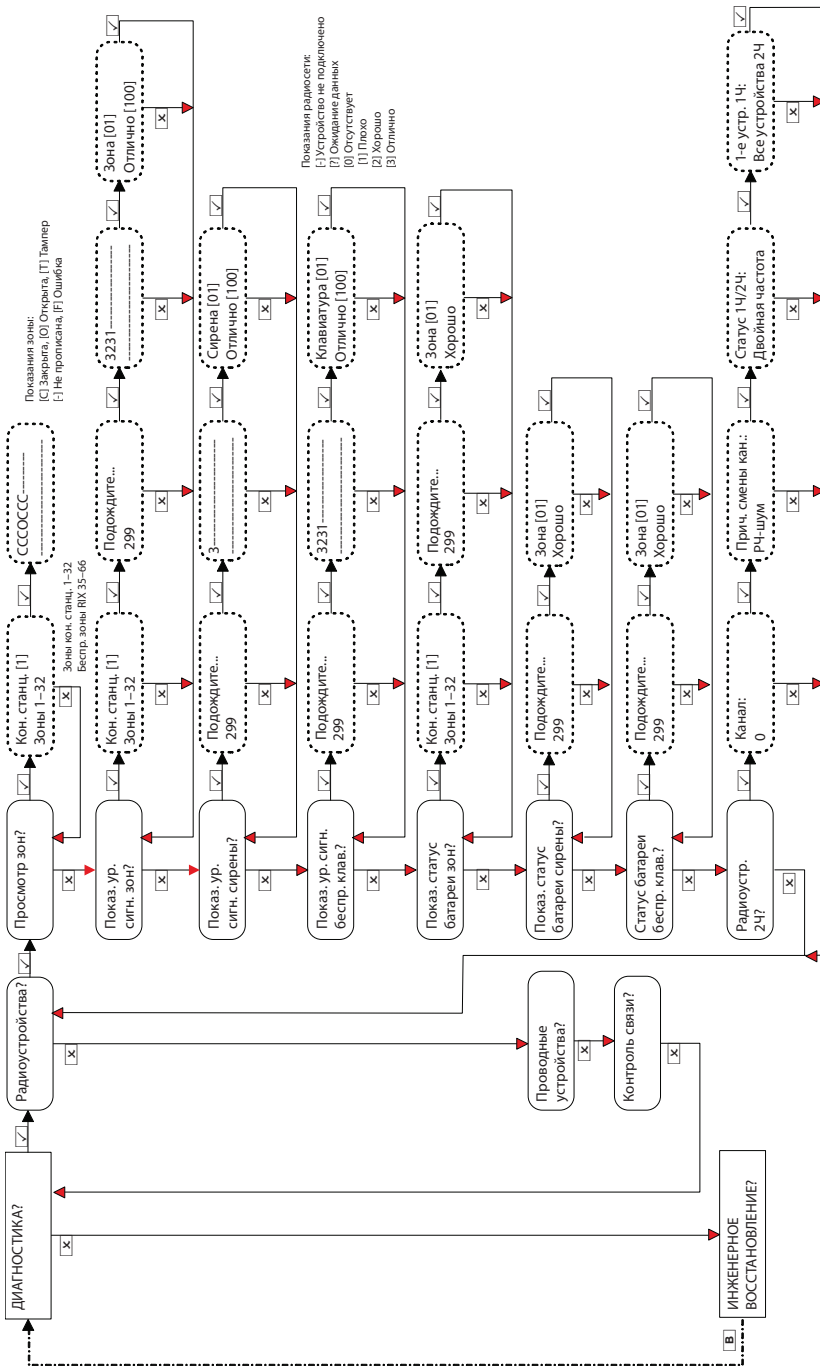 ДИАГНОСТИКА?
Радиоустройства?
Просмотр зон?
Кон. станц. [1]
Зоны 1–32
CCCOCCC---------
----------------
Показания зоны:
[C] Закрыта, [O] Открыта, [T] Тампер
[-] Не прописана, [F] Ошибка
Зоны кон. станц. 1–32
Беспр. зоны RIX 35–66
Показ. ур.
сигн. зон?
Кон. станц. [1]
Зоны 1–32
Подождите...
299
3231------------
----------------
Зона [01]
Отлично [100]
Показ. ур.
сигн. сирены?
Подождите...
299
3---------------
----------------
Сирена [01]
Отлично [100]
Показания радиосети:
[-] Устройство не подключено
[?] Ожидание данных
[0] Отсутствует
[1] Плохо
[2] Хорошо
[3] Отлично
Показ. ур. сигн.
беспр. клав.?
Подождите...
299
3231------------
----------------
Клавиатура [01]
Отлично [100]
Показ. статус
батареи зон?
Кон. станц. [1]
Зоны 1–32
Подождите...
299
Зона [01]
Хорошо
Показ. статус
батареи сирены?
Подождите...
299
Зона [01]
Хорошо
Статус батареи
беспр. клав.?
Подождите...
299
Зона [01]
Хорошо
Радиоустр.
2Ч?
Канал:
0
Прич. смены кан.:
РЧ-шум
Статус 1Ч/2Ч:
Двойная частота
1-е устр. 1Ч:
Все устройства 2Ч
Проводные
устройства?
Контроль связи?
ИНЖЕНЕРНОЕ
ВОССТАНОВЛЕНИЕ?
B